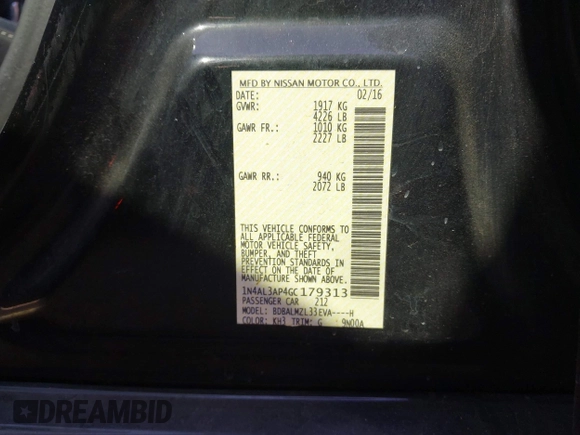 MFD BY NISSAN MOTOR CO., LTD.
DATE: 02/16
GVWR: 1917 KG
4226 LB
GAWR FR.: 1010 KG
2227 LB
GAWR RR.: 940 KG
2072 LB
THIS VEHICLE CONFORMS TO
ALL APPLICABLE FEDERAL
MOTOR VEHICLE SAFETY,
BUMPER, AND THEFT
PREVENTION STANDARDS IN
EFFECT ON THE DATE OF
MANUFACTURE SHOWN ABOVE.
1N4AL3AP4GC179313
PASSENGER CAR 212
MODEL: BDBALMZL33EVA----H
COLOR: KH3 TRIM: G 9N00A
DREAMBID